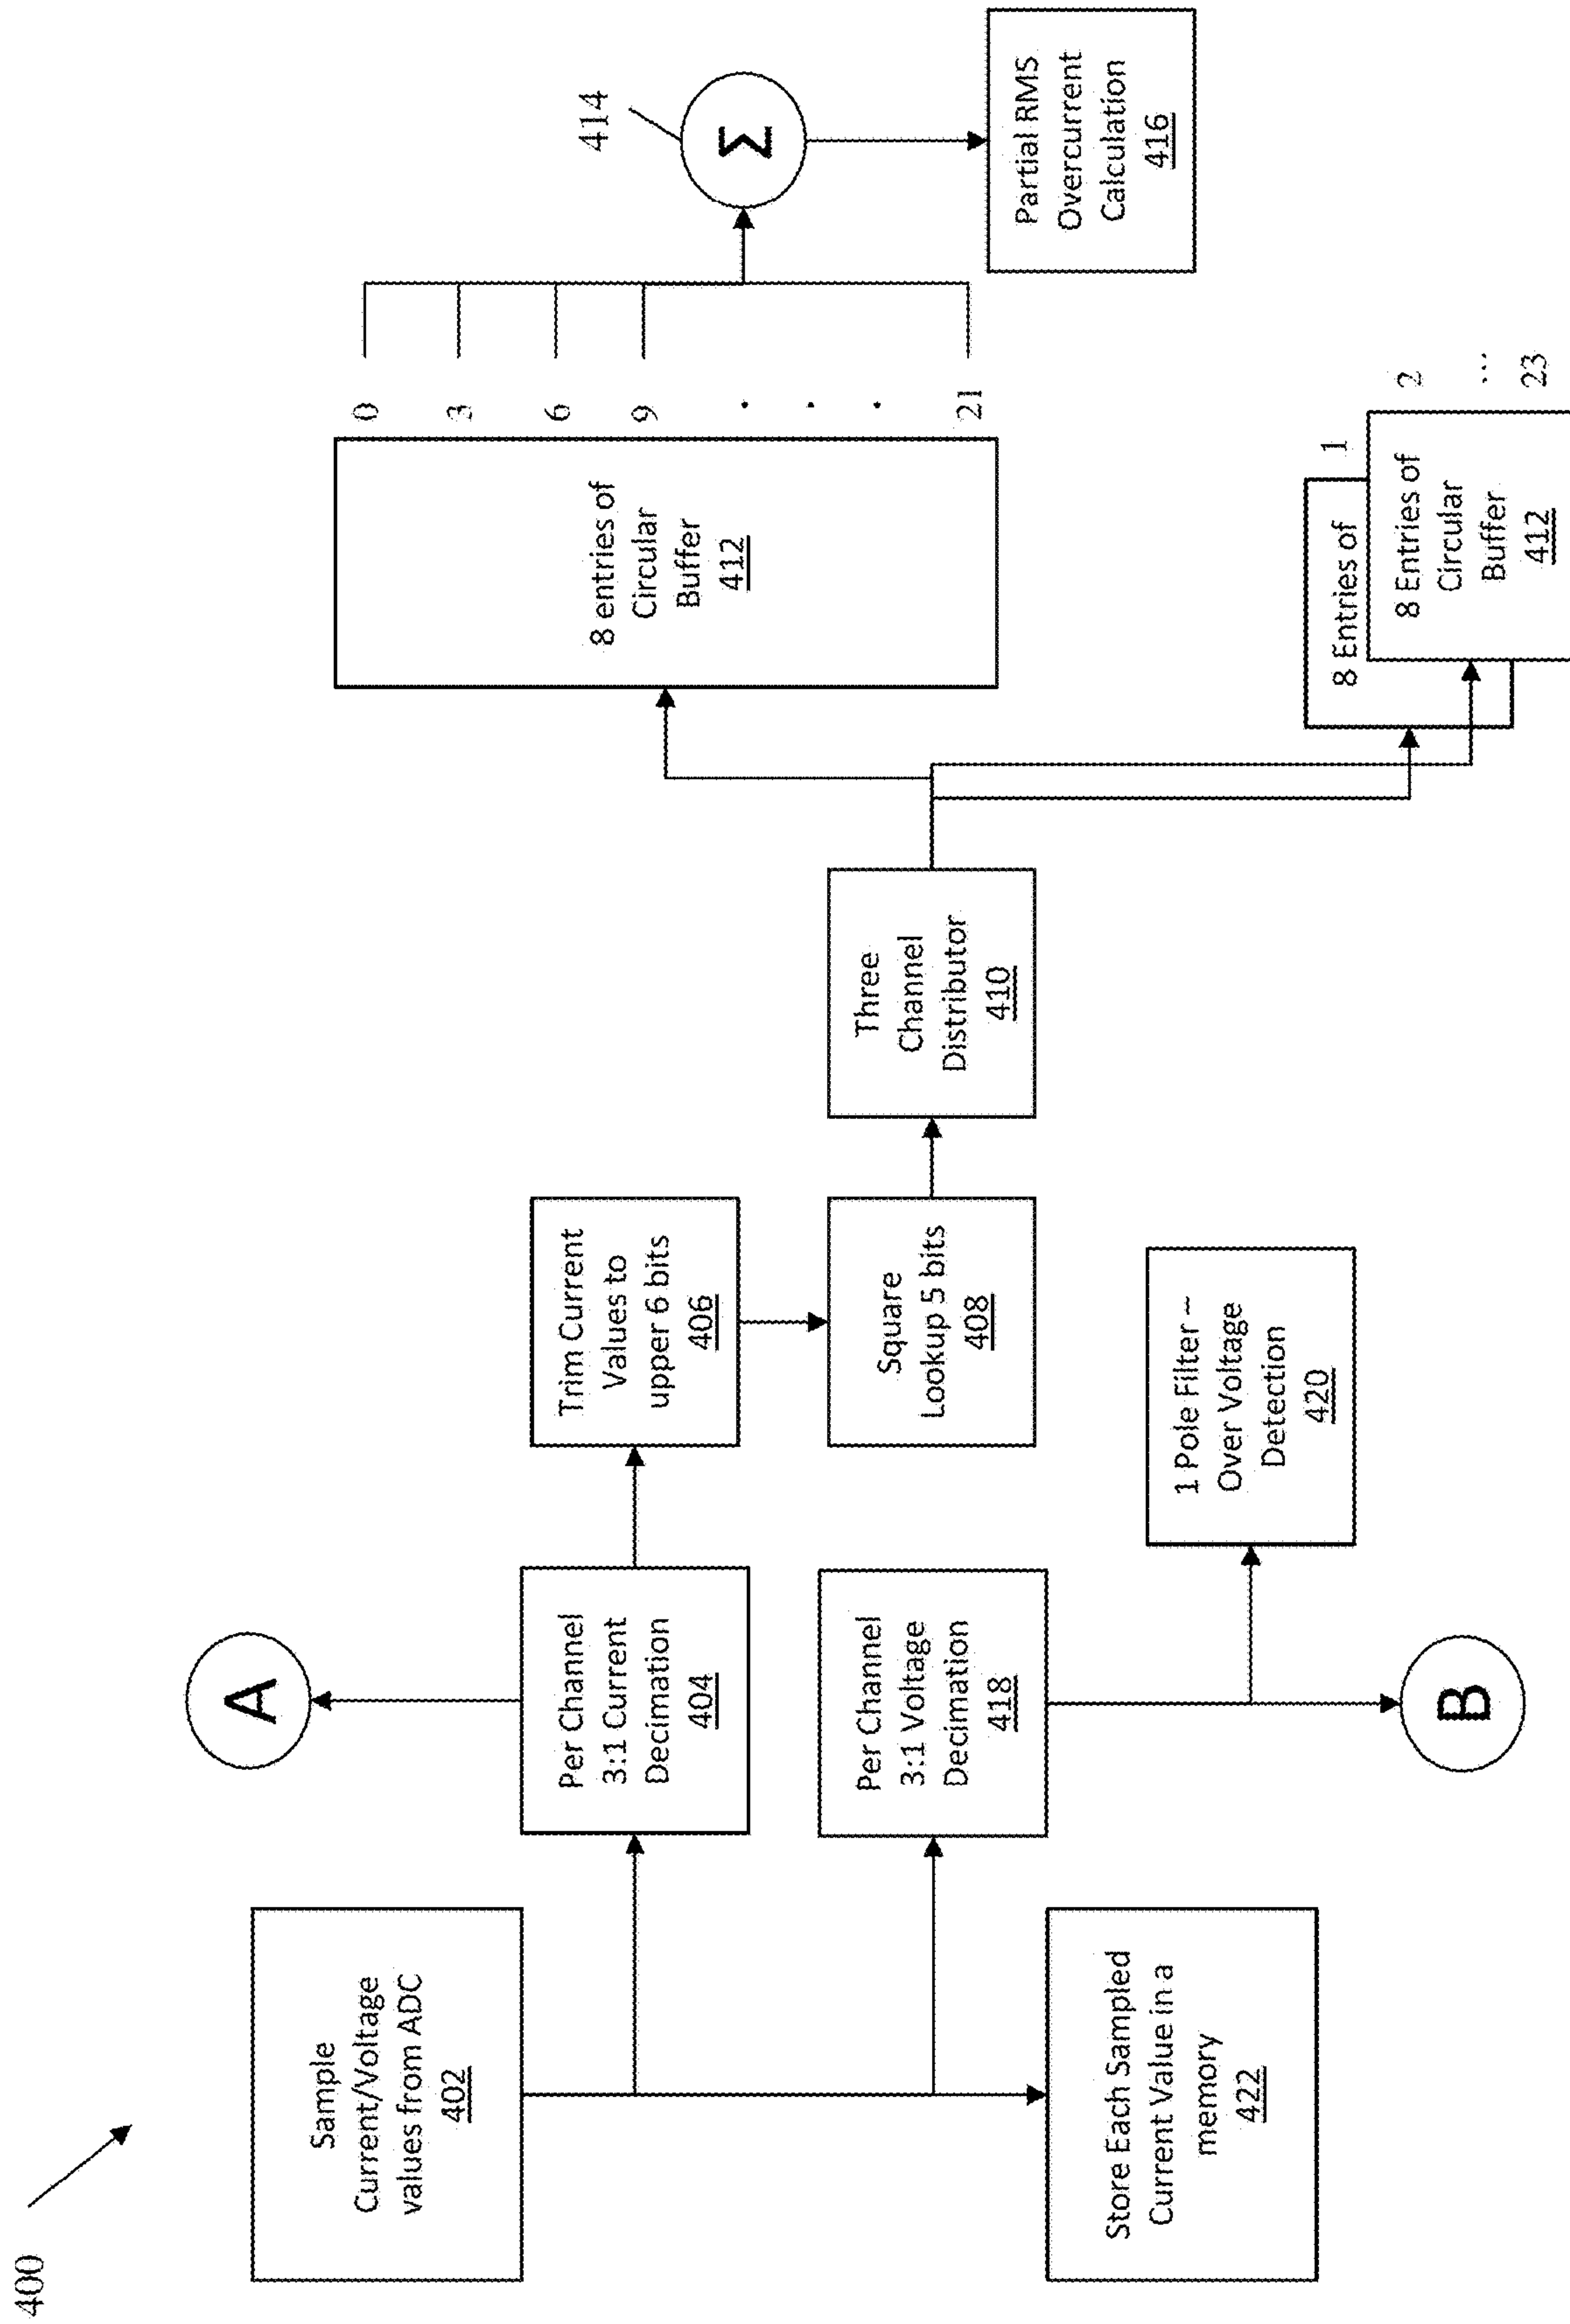 400
Sample
Current/Voltage
values from ADC
402
A
Per Channel
3:1 Current
Decimation
404
Trim Current
Values to
upper 6 bits
406
Square
Lookup 5 bits
408
Three
Channel
Distributor
410
8 entries of
Circular
Buffer
412
0
3
6
9
.
.
.
21
414
Σ
Partial RMS
Overcurrent
Calculation
416
8 Entries of
1
8 Entries of
Circular
Buffer
412
2
...
23
Per Channel
3:1 Voltage
Decimation
418
1 Pole Filter –
Over Voltage
Detection
420
B
Store Each Sampled
Current Value in a
memory
422